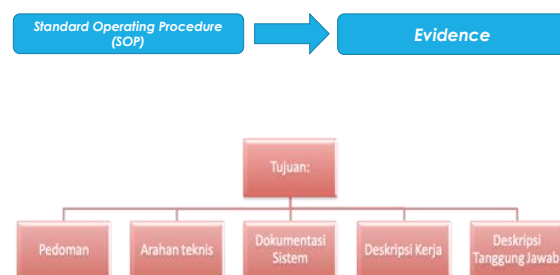 Standard Operating Procedure
(SOP)
Evidence
Tujuan:
Pedoman
Arahan teknis
Dokumentasi
Sistem
Deskripsi Kerja
Deskripsi
Tanggung Jawab